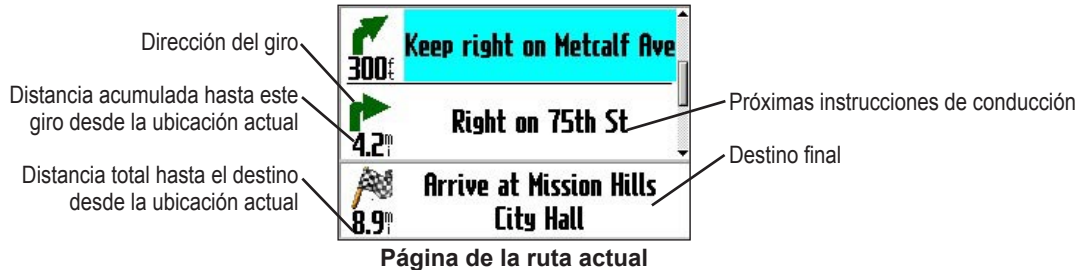 Dirección del giro
Distancia acumulada hasta este
giro desde la ubicación actual
Distancia total hasta el destino
desde la ubicación actual
Keep right on Metcalf Ave
300ft
Right on 75th St
4.2mi
Arrive at Mission Hills
City Hall
8.9mi
Próximas instrucciones de conducción
Destino final
Página de la ruta actual